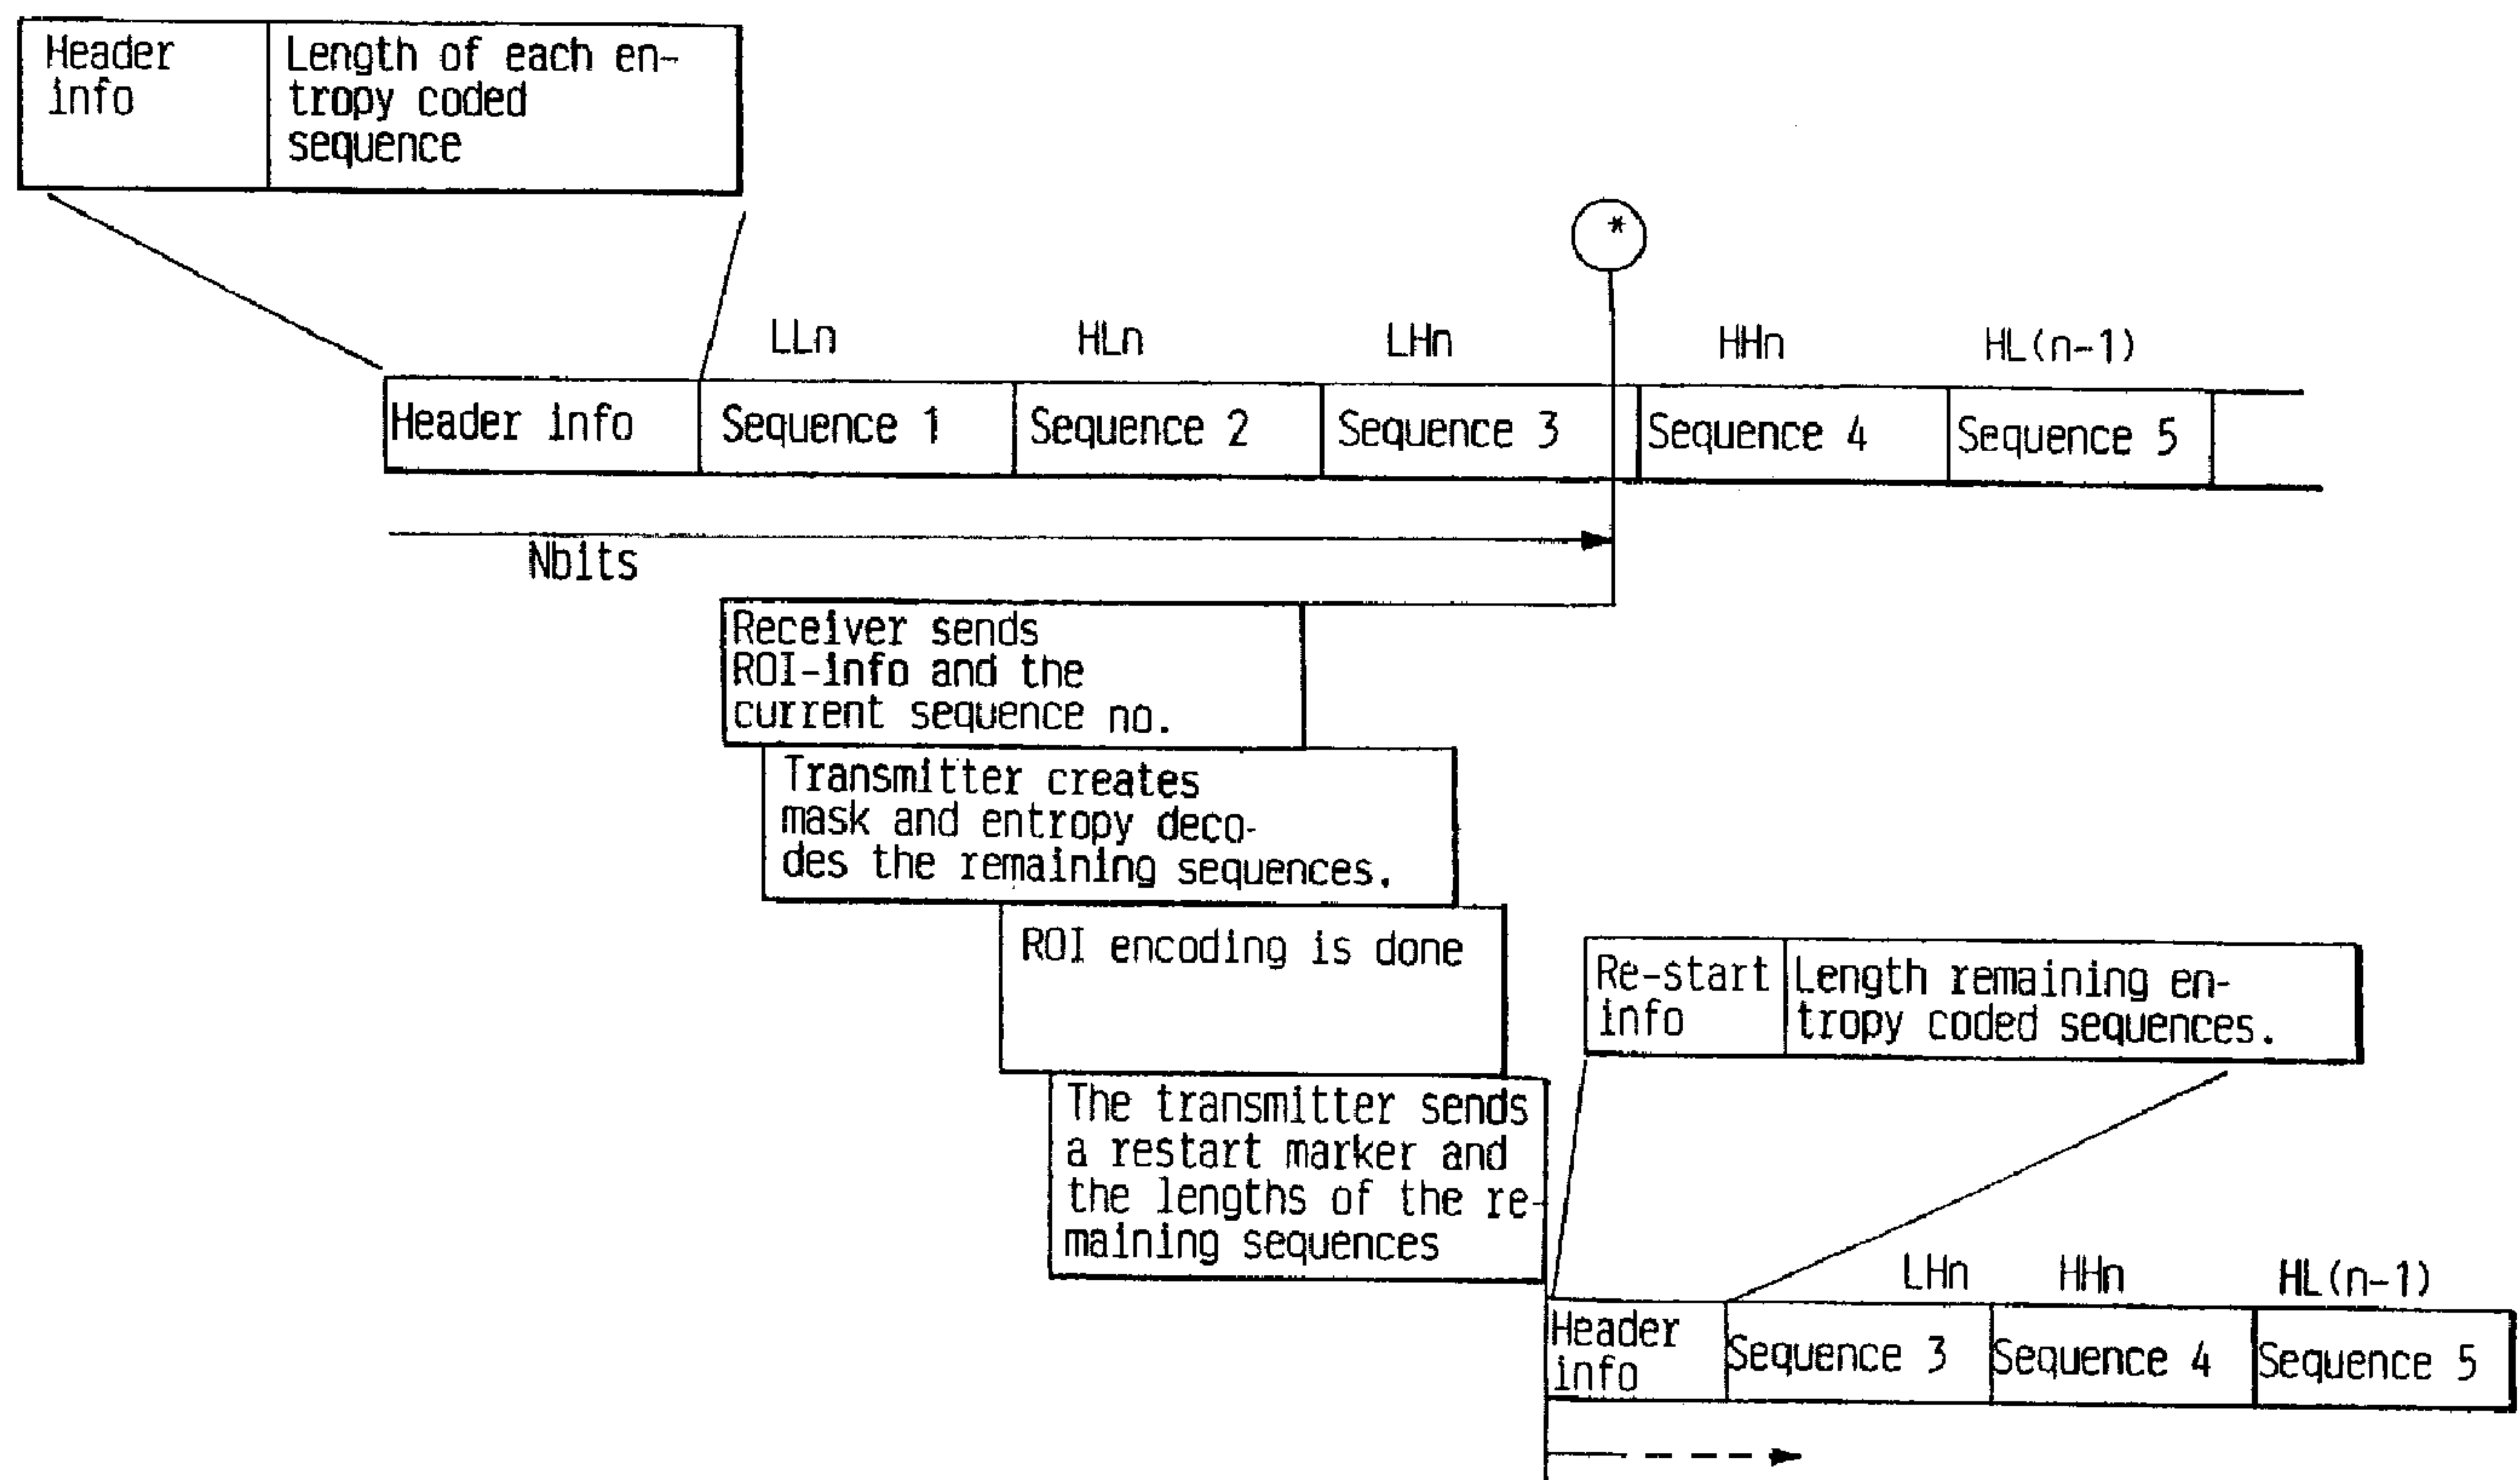 Header
info
Length of each en-
tropy coded
sequence
*
LLn
HLn
LHn
HHn
HL(n-1)
Header info
Sequence 1
Sequence 2
Sequence 3
Sequence 4
Sequence 5
Nbits
Receiver sends
ROI-info and the
current sequence no.
Transmitter creates
mask and entropy deco-
des the remaining sequences.
ROI encoding is done
Re-start
info
Length remaining en-
tropy coded sequences.
The transmitter sends
a restart marker and
the lengths of the re-
maining sequences
LHn
HHn
HL(n-1)
Header
info
Sequence 3
Sequence 4
Sequence 5